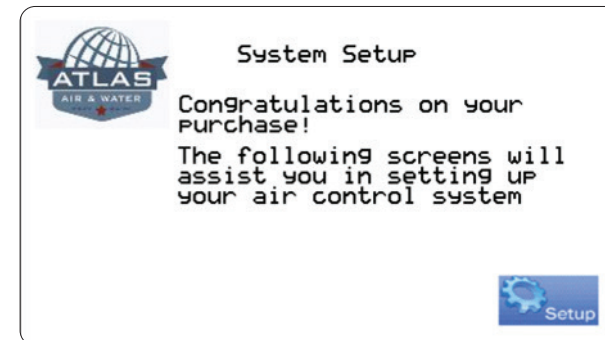 System Setup
ATLAS
AIR & WATER
Congratulations on your
purchase!
The following screens will
assist you in setting up
your air control system
Setup